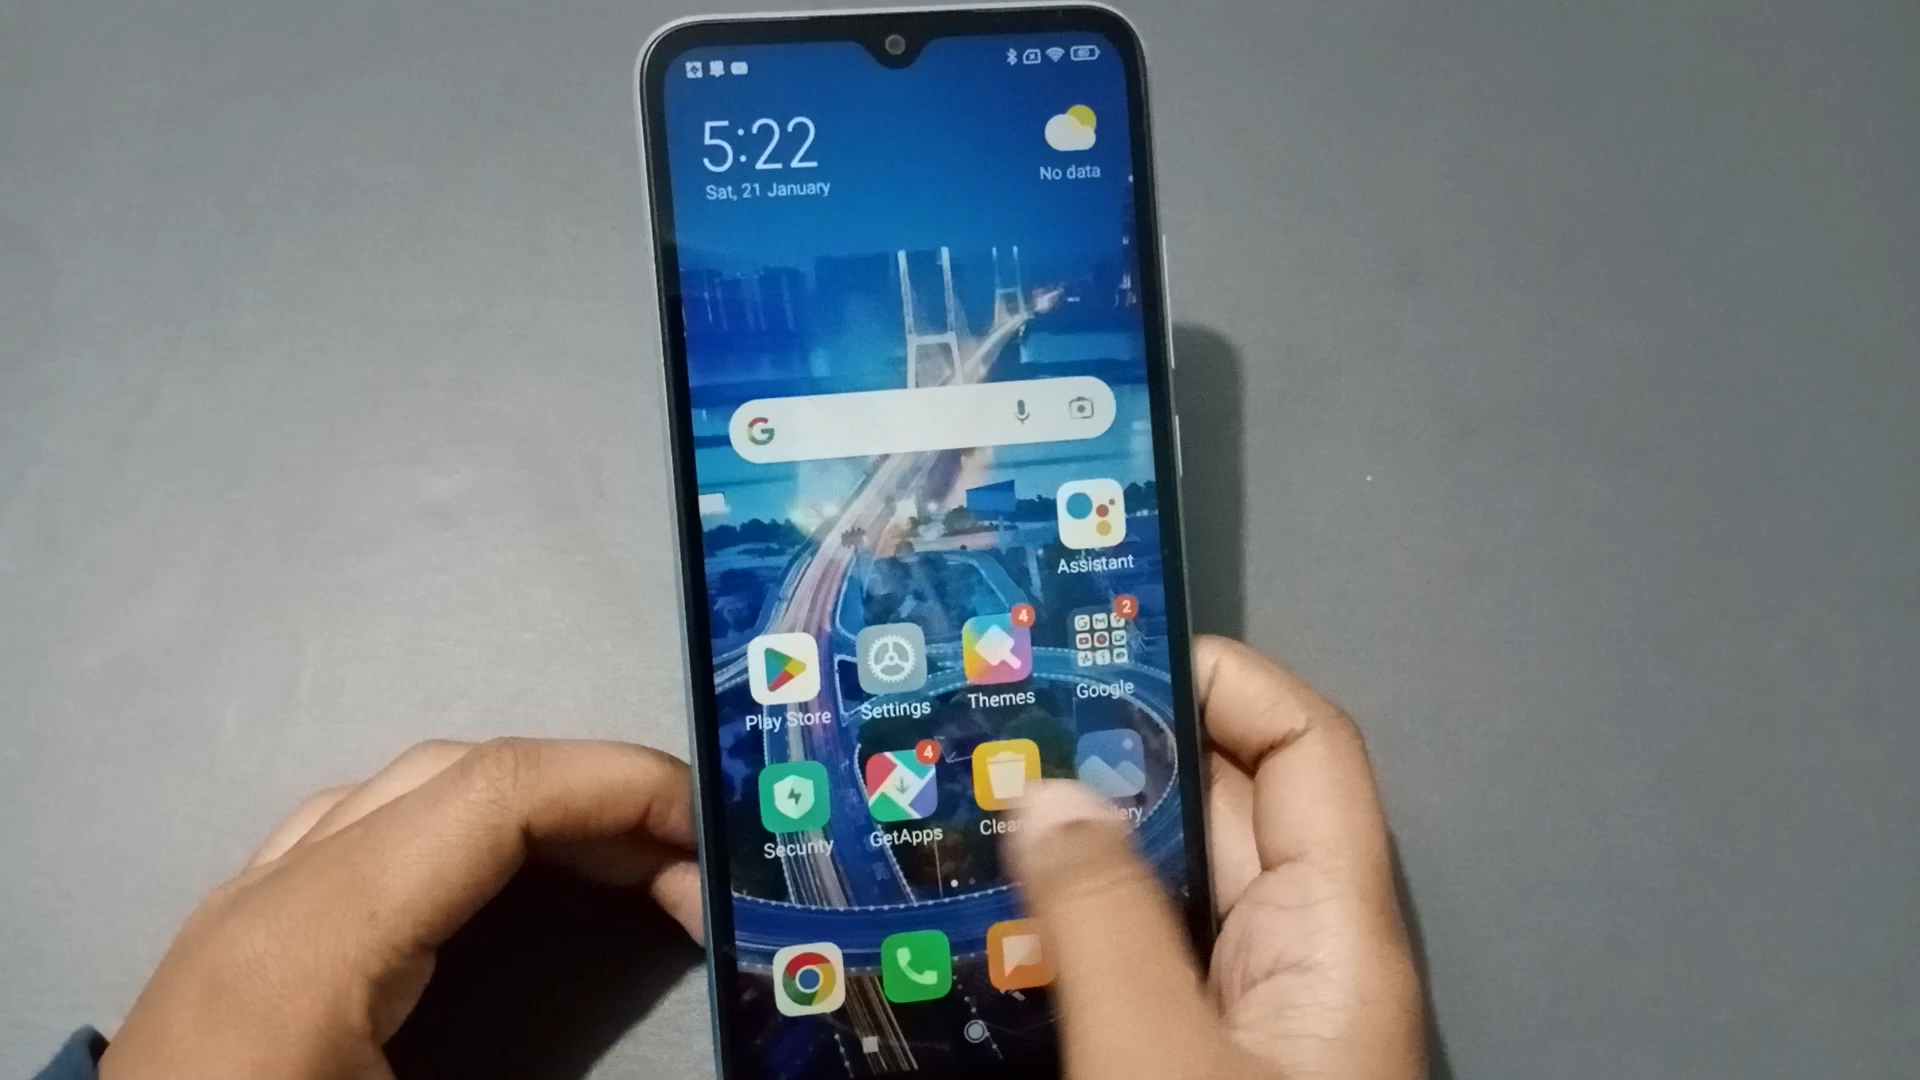 5:22
Sat, 21 January
No data
Assistant
4
2
Play Store
Settings
Themes
Google
4
Security
GetApps